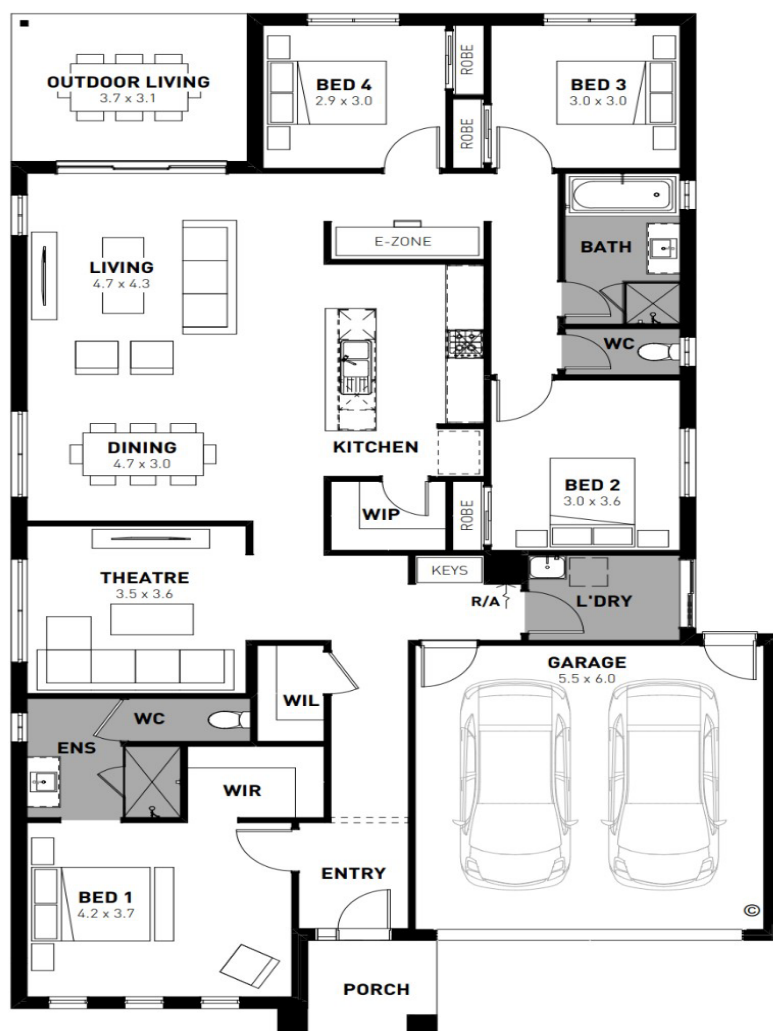 OUTDOOR LIVING
3.7 x 3.1
BED 4
2.9 x 3.0
ROBE
ROBE
BED 3
3.0 x 3.0
E-ZONE
BATH
LIVING
4.7 x 4.3
WC
KITCHEN
DINING
4.7 x 3.0
WIP
ROBE
BED 2
3.0 x 3.6
THEATRE
3.5 x 3.6
KEYS
R/A
L'DRY
GARAGE
5.5 x 6.0
WIL
WC
ENS
WIR
BED 1
4.2 x 3.7
ENTRY
©
PORCH